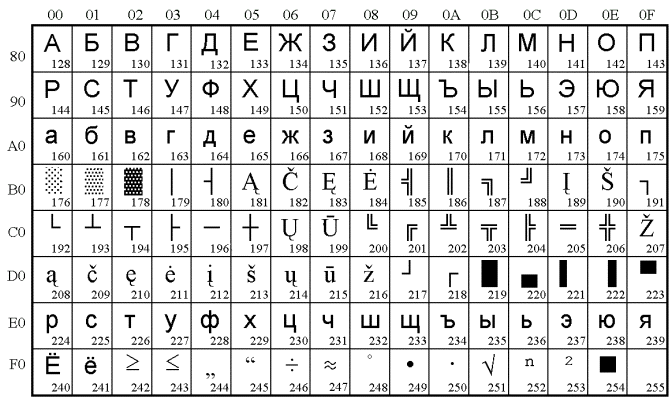 00 01 02 03 04 05 06 07 08 09 0A 0B 0C 0D 0E 0F
80 А Б В Г Д Е Ж З И Й К Л М Н О П
128 129 130 131 132 133 134 135 136 137 138 139 140 141 142 143
90 Р С Т У Ф Х Ц Ч Ш Щ Ъ Ы Ь Э Ю Я
144 145 146 147 148 149 150 151 152 153 154 155 156 157 158 159
A0 а б в г д е ж з и й к л м н о п
160 161 162 163 164 165 166 167 168 169 170 171 172 173 174 175
B0 ░ ▒ ▓ │ ┤ Ą Č Ę Ė ╣ ║ ╗ ╝ Į Š ┐
176 177 178 179 180 181 182 183 184 185 186 187 188 189 190 191
C0 └ ┴ ┬ ├ ─ ┼ Ų Ū ╚ ╔ ╩ ╦ ╠ ═ ╬ Ž
192 193 194 195 196 197 198 199 200 201 202 203 204 205 206 207
D0 ą č ę ė į š ų ū ž ┘ ┌ █ ▄ ▌ ▐ ▀
208 209 210 211 212 213 214 215 216 217 218 219 220 221 222 223
E0 р с т у ф х ц ч ш щ ъ ы ь э ю я
224 225 226 227 228 229 230 231 232 233 234 235 236 237 238 239
F0 Ё ё ≥ ≤ „ “ ÷ ≈ ° • · √ ⁿ ² ■
240 241 242 243 244 245 246 247 248 249 250 251 252 253 254 255